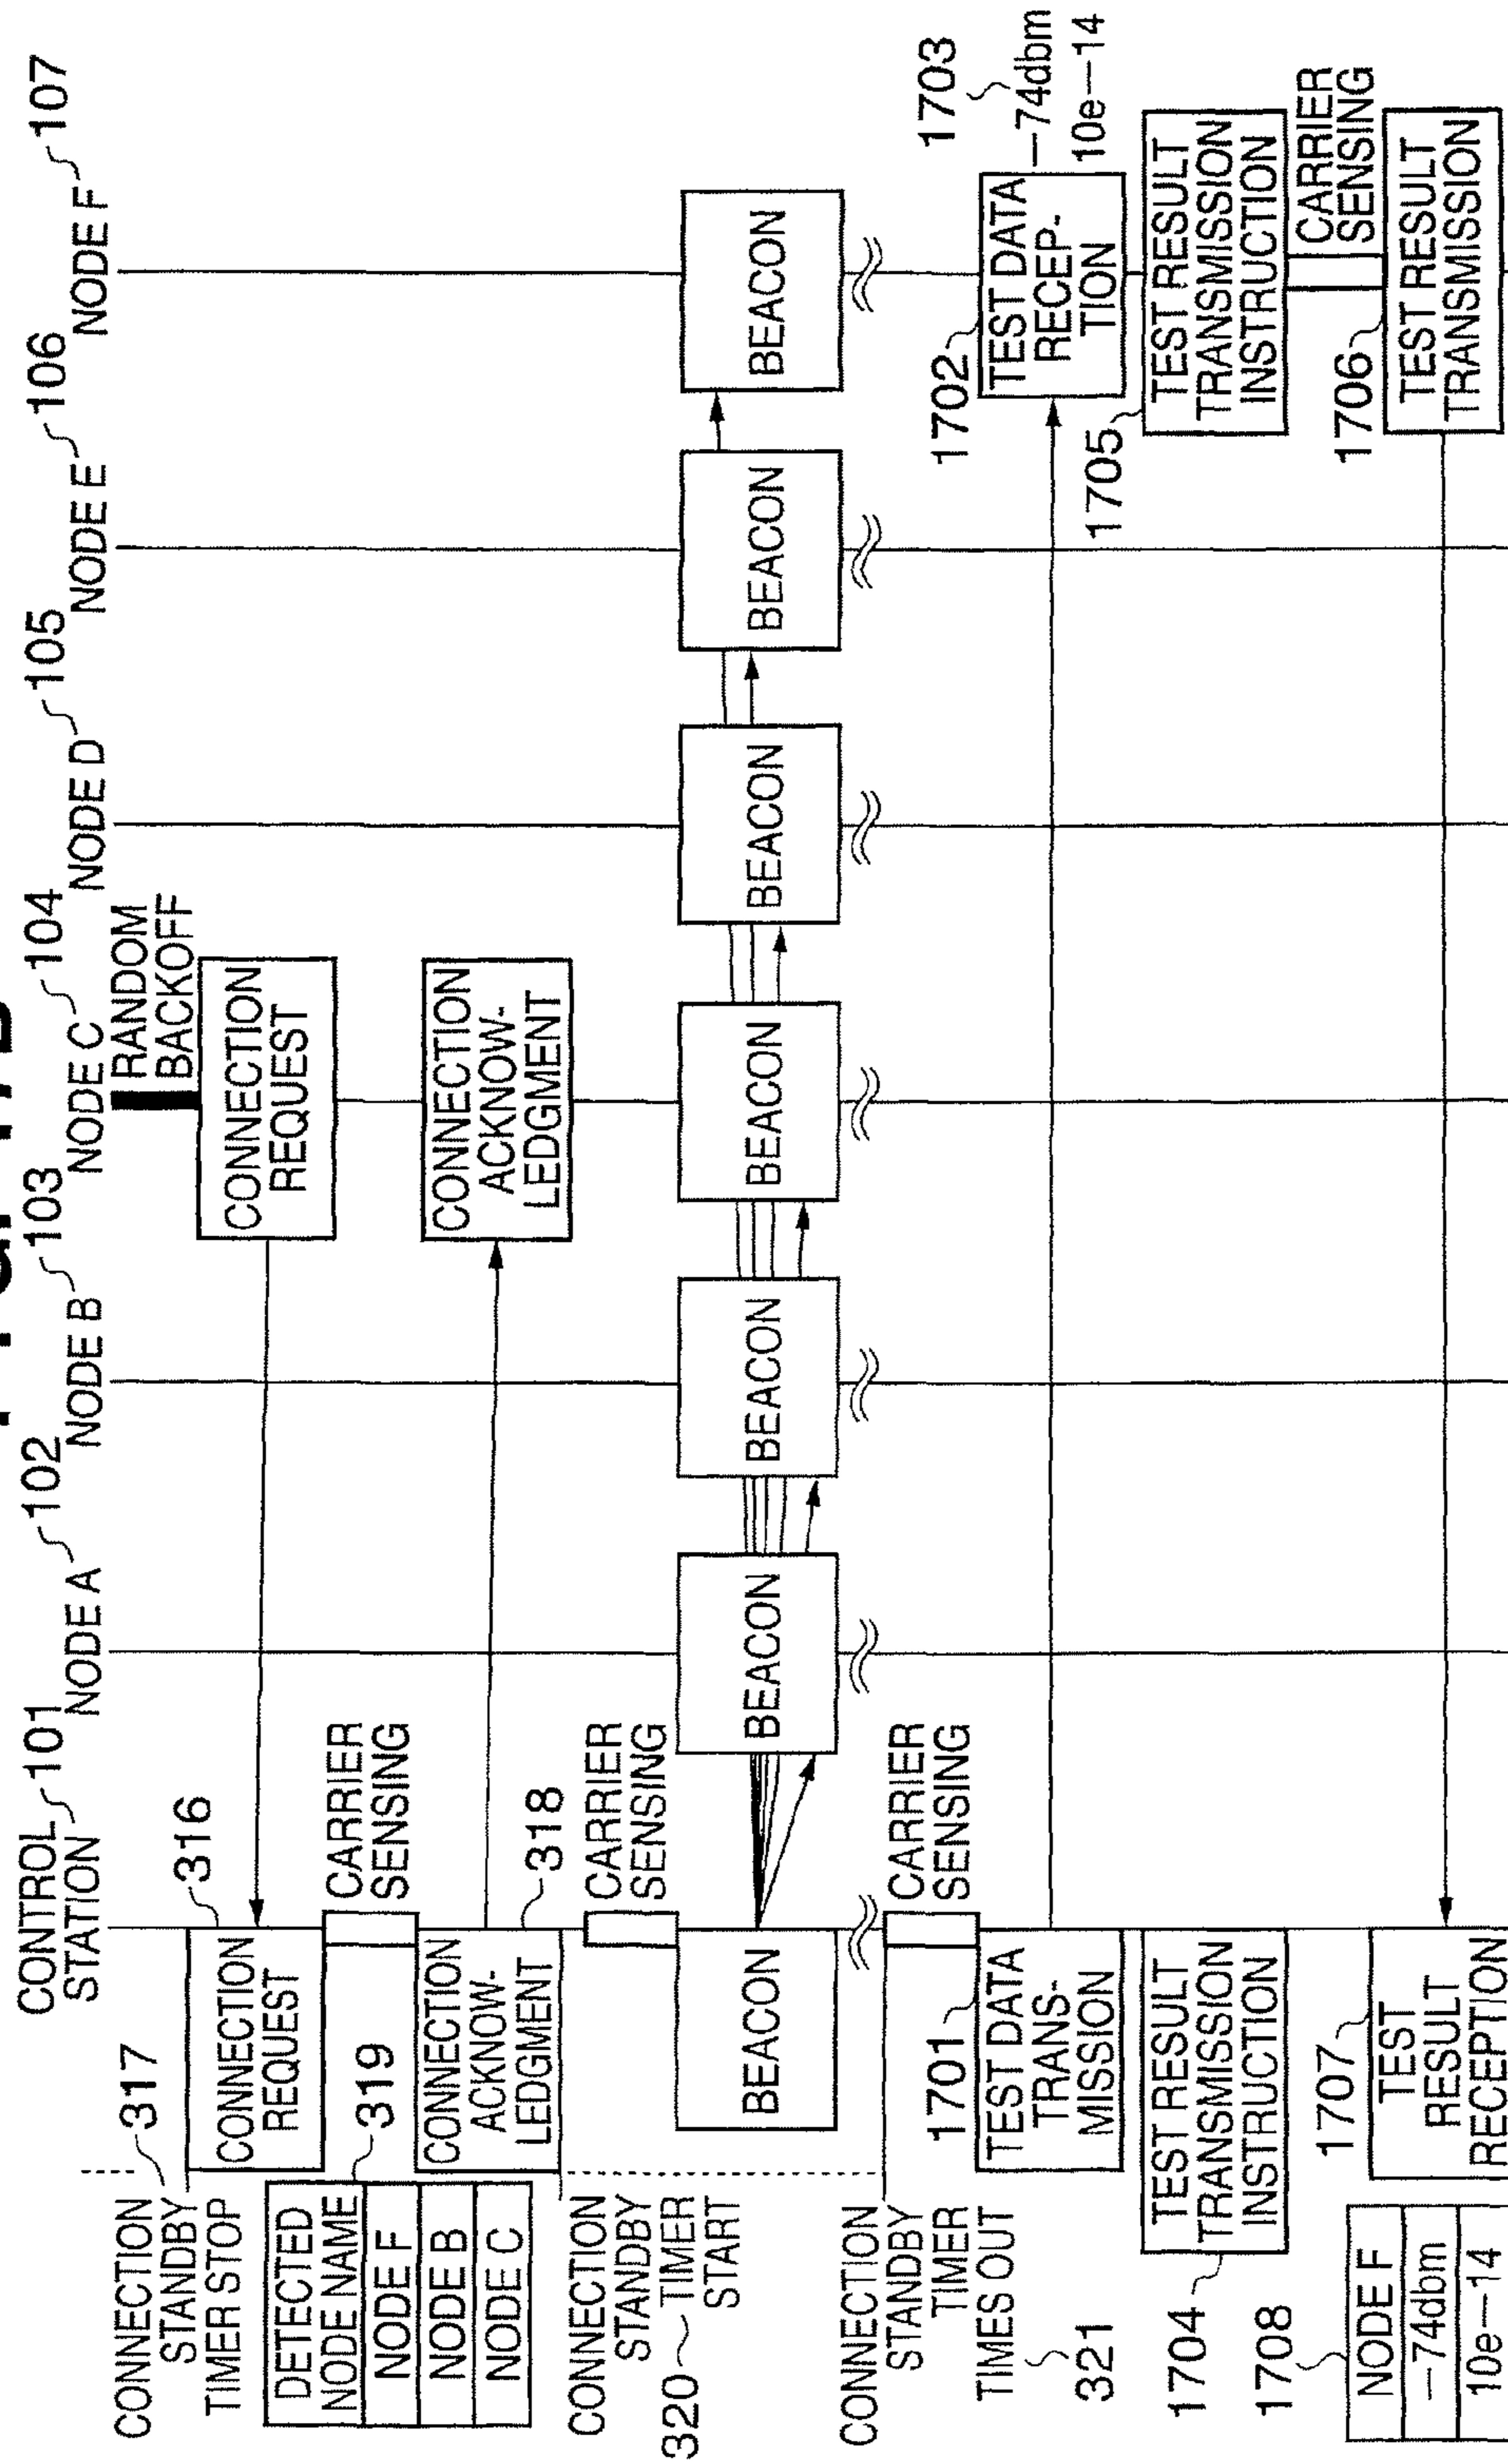 CONTROL
STATION
101
NODE A
102
NODE B
103
NODE C
104
NODE D
105
NODE E
106
NODE F
107
CONNECTION
STANDBY
TIMER STOP
317
316
CONNECTION
REQUEST
RANDOM
BACKOFF
CONNECTION
REQUEST
DETECTED
NODE NAME
NODE F
NODE B
NODE C
319
CARRIER
SENSING
CONNECTION
ACKNOW-
LEDGMENT
318
CONNECTION
ACKNOW-
LEDGMENT
CONNECTION
STANDBY
TIMER
START
320
CARRIER
SENSING
BEACON
BEACON
BEACON
BEACON
BEACON
BEACON
BEACON
CONNECTION
STANDBY
TIMER
TIMES OUT
321
CARRIER
SENSING
1701
TEST DATA
TRANS-
MISSION
1702
TEST DATA
RECEP-
TION
1703
-74dbm
10e-14
1704
TEST RESULT
TRANSMISSION
INSTRUCTION
1705
TEST RESULT
TRANSMISSION
INSTRUCTION
CARRIER
SENSING
1706
TEST RESULT
TRANSMISSION
1707
TEST
RESULT
RECEPTION
1708
NODE F
-74dbm
10e-14